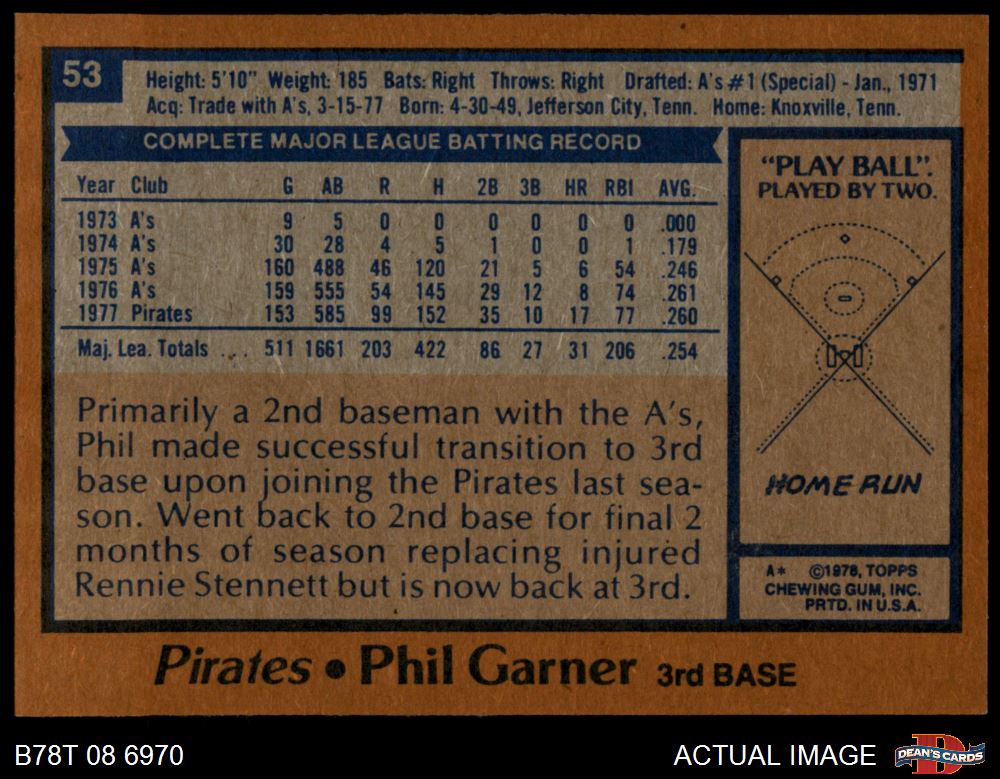 53
Height: 5'10" Weight: 185 Bats: Right Throws: Right Drafted: A's #1 (Special) - Jan., 1971
Acq: Trade with A's, 3-15-77 Born: 4-30-49, Jefferson City, Tenn. Home: Knoxville, Tenn.
COMPLETE MAJOR LEAGUE BATTING RECORD
Year Club G AB R H 2B 3B HR RBI AVG.
1973 A's 9 5 0 0 0 0 0 0 .000
1974 A's 30 28 4 5 1 0 0 1 .179
1975 A's 160 488 46 120 21 5 6 54 .246
1976 A's 159 555 54 145 29 12 8 74 .261
1977 Pirates 153 585 99 152 35 10 17 77 .260
Maj. Lea. Totals ... 511 1661 203 422 86 27 31 206 .254
Primarily a 2nd baseman with the A's,
Phil made successful transition to 3rd
base upon joining the Pirates last sea-
son. Went back to 2nd base for final 2
months of season replacing injured
Rennie Stennett but is now back at 3rd.
"PLAY BALL".
PLAYED BY TWO.
HOME RUN
A* ©1978, TOPPS
CHEWING GUM, INC.
PRTD. IN U.S.A.
Pirates • Phil Garner 3rd BASE
B78T 08 6970
ACTUAL IMAGE
D
DEAN'S CARDS